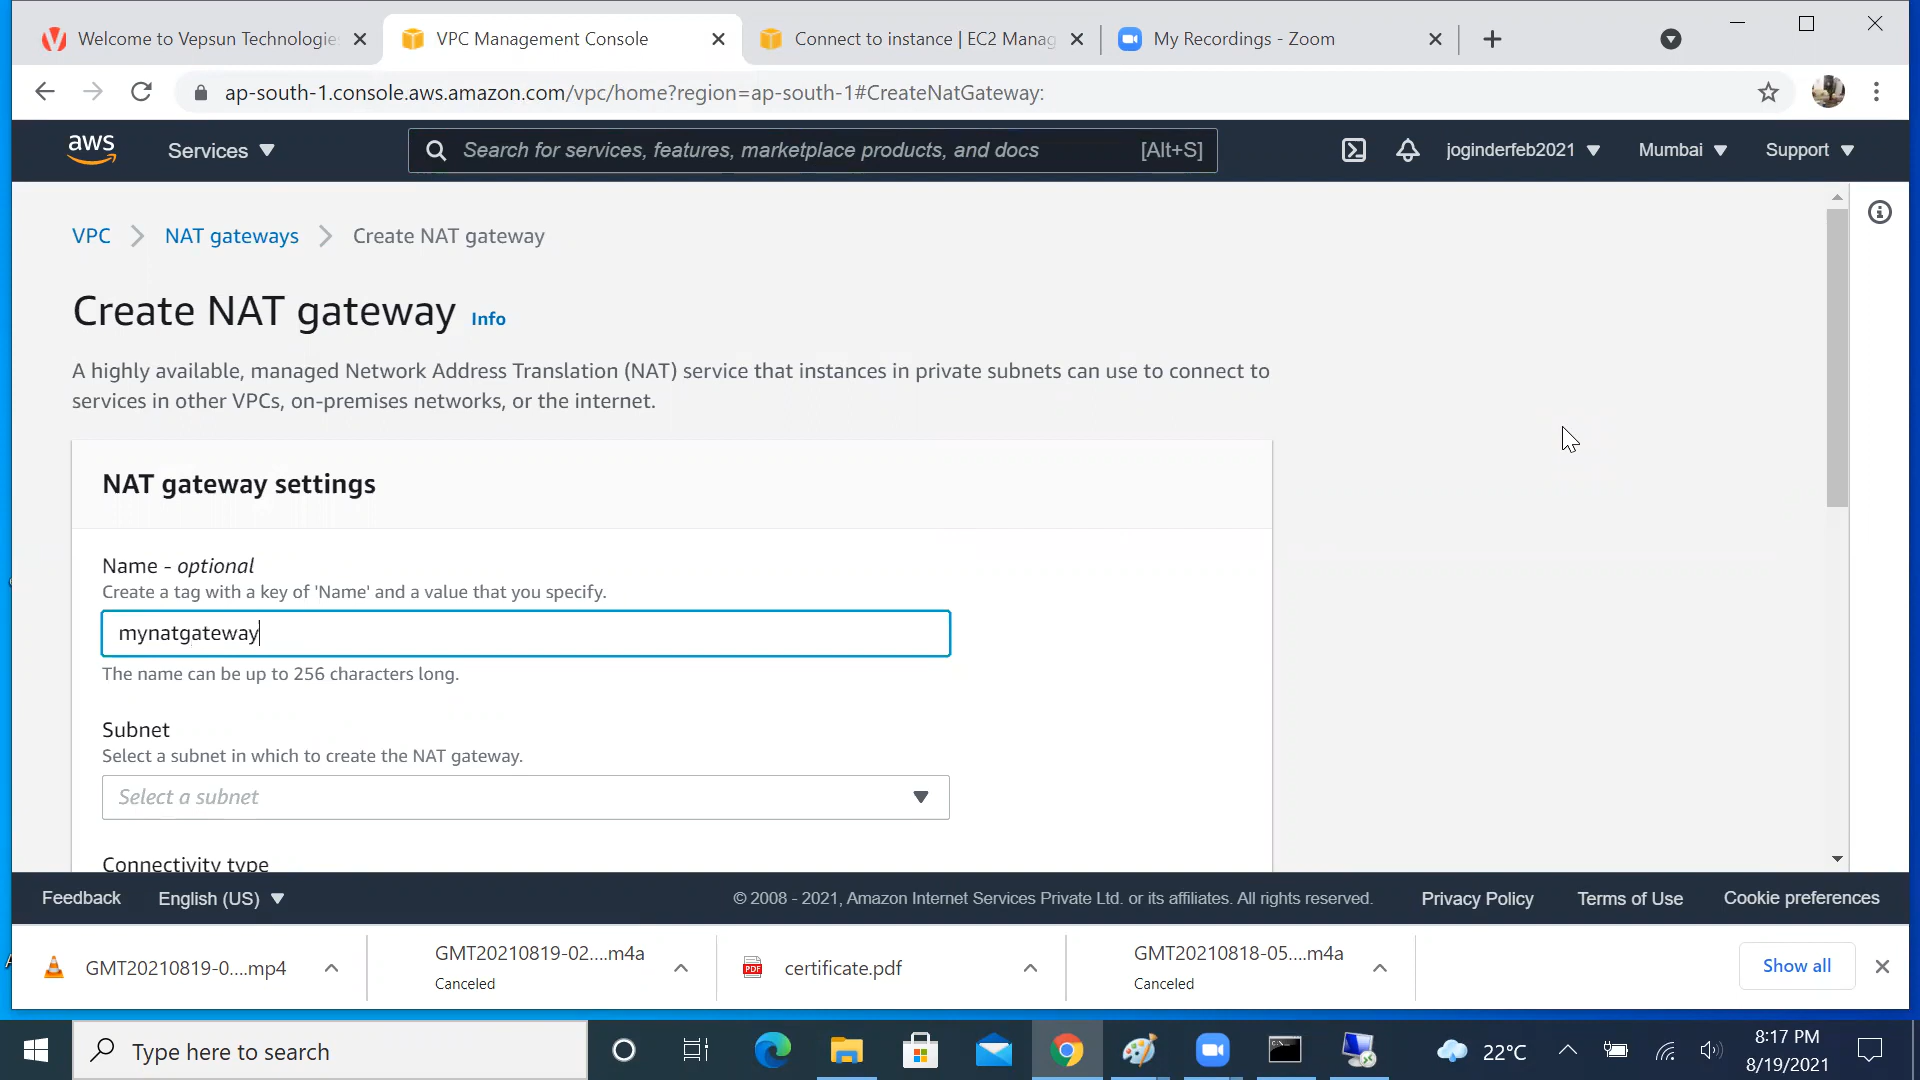 Welcome to Vepsun Technologie
VPC Management Console
Connect to instance | EC2 Manag
My Recordings - Zoom
ap-south-1.console.aws.amazon.com/vpc/home?region=ap-south-1#CreateNatGateway:
aws
Services
Search for services, features, marketplace products, and docs
[Alt+S]
joginderfeb2021
Mumbai
Support
VPC
NAT gateways
Create NAT gateway
Create NAT gateway
Info
A highly available, managed Network Address Translation (NAT) service that instances in private subnets can use to connect to
services in other VPCs, on-premises networks, or the internet.
NAT gateway settings
Name - optional
Create a tag with a key of 'Name' and a value that you specify.
mynatgateway
The name can be up to 256 characters long.
Subnet
Select a subnet in which to create the NAT gateway.
Select a subnet
Connectivity type
Feedback
English (US)
© 2008 - 2021, Amazon Internet Services Private Ltd. or its affiliates. All rights reserved.
Privacy Policy
Terms of Use
Cookie preferences
GMT20210819-0....mp4
GMT20210819-02....m4a
Canceled
PDF
certificate.pdf
GMT20210818-05....m4a
Canceled
Show all
Type here to search
22°C
8:17 PM
8/19/2021